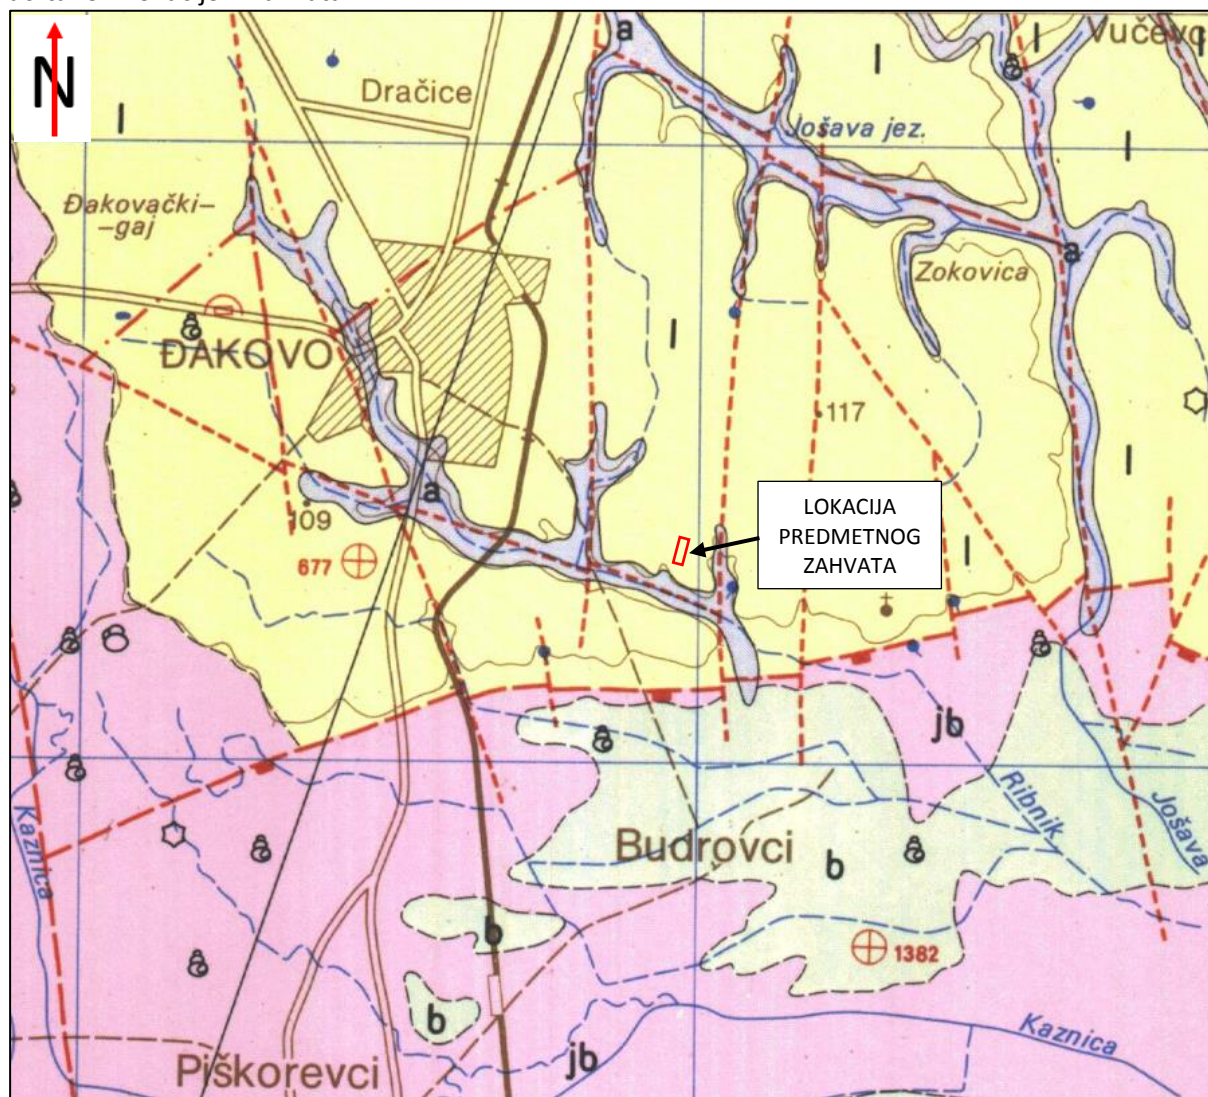 N
a
Vučevc
l
l
l
Dračice
l
Jošava jez.
l
Đakovački-
-gaj
a
Zokovica
l
ĐAKOVO
117
l
a
109
677
LOKACIJA
PREDMETNOG
ZAHVATA
l
jb
Ribnik
Jošava
Kaznica
Budrovci
b
b
1382
b
Kaznica
jb
Piškorevci